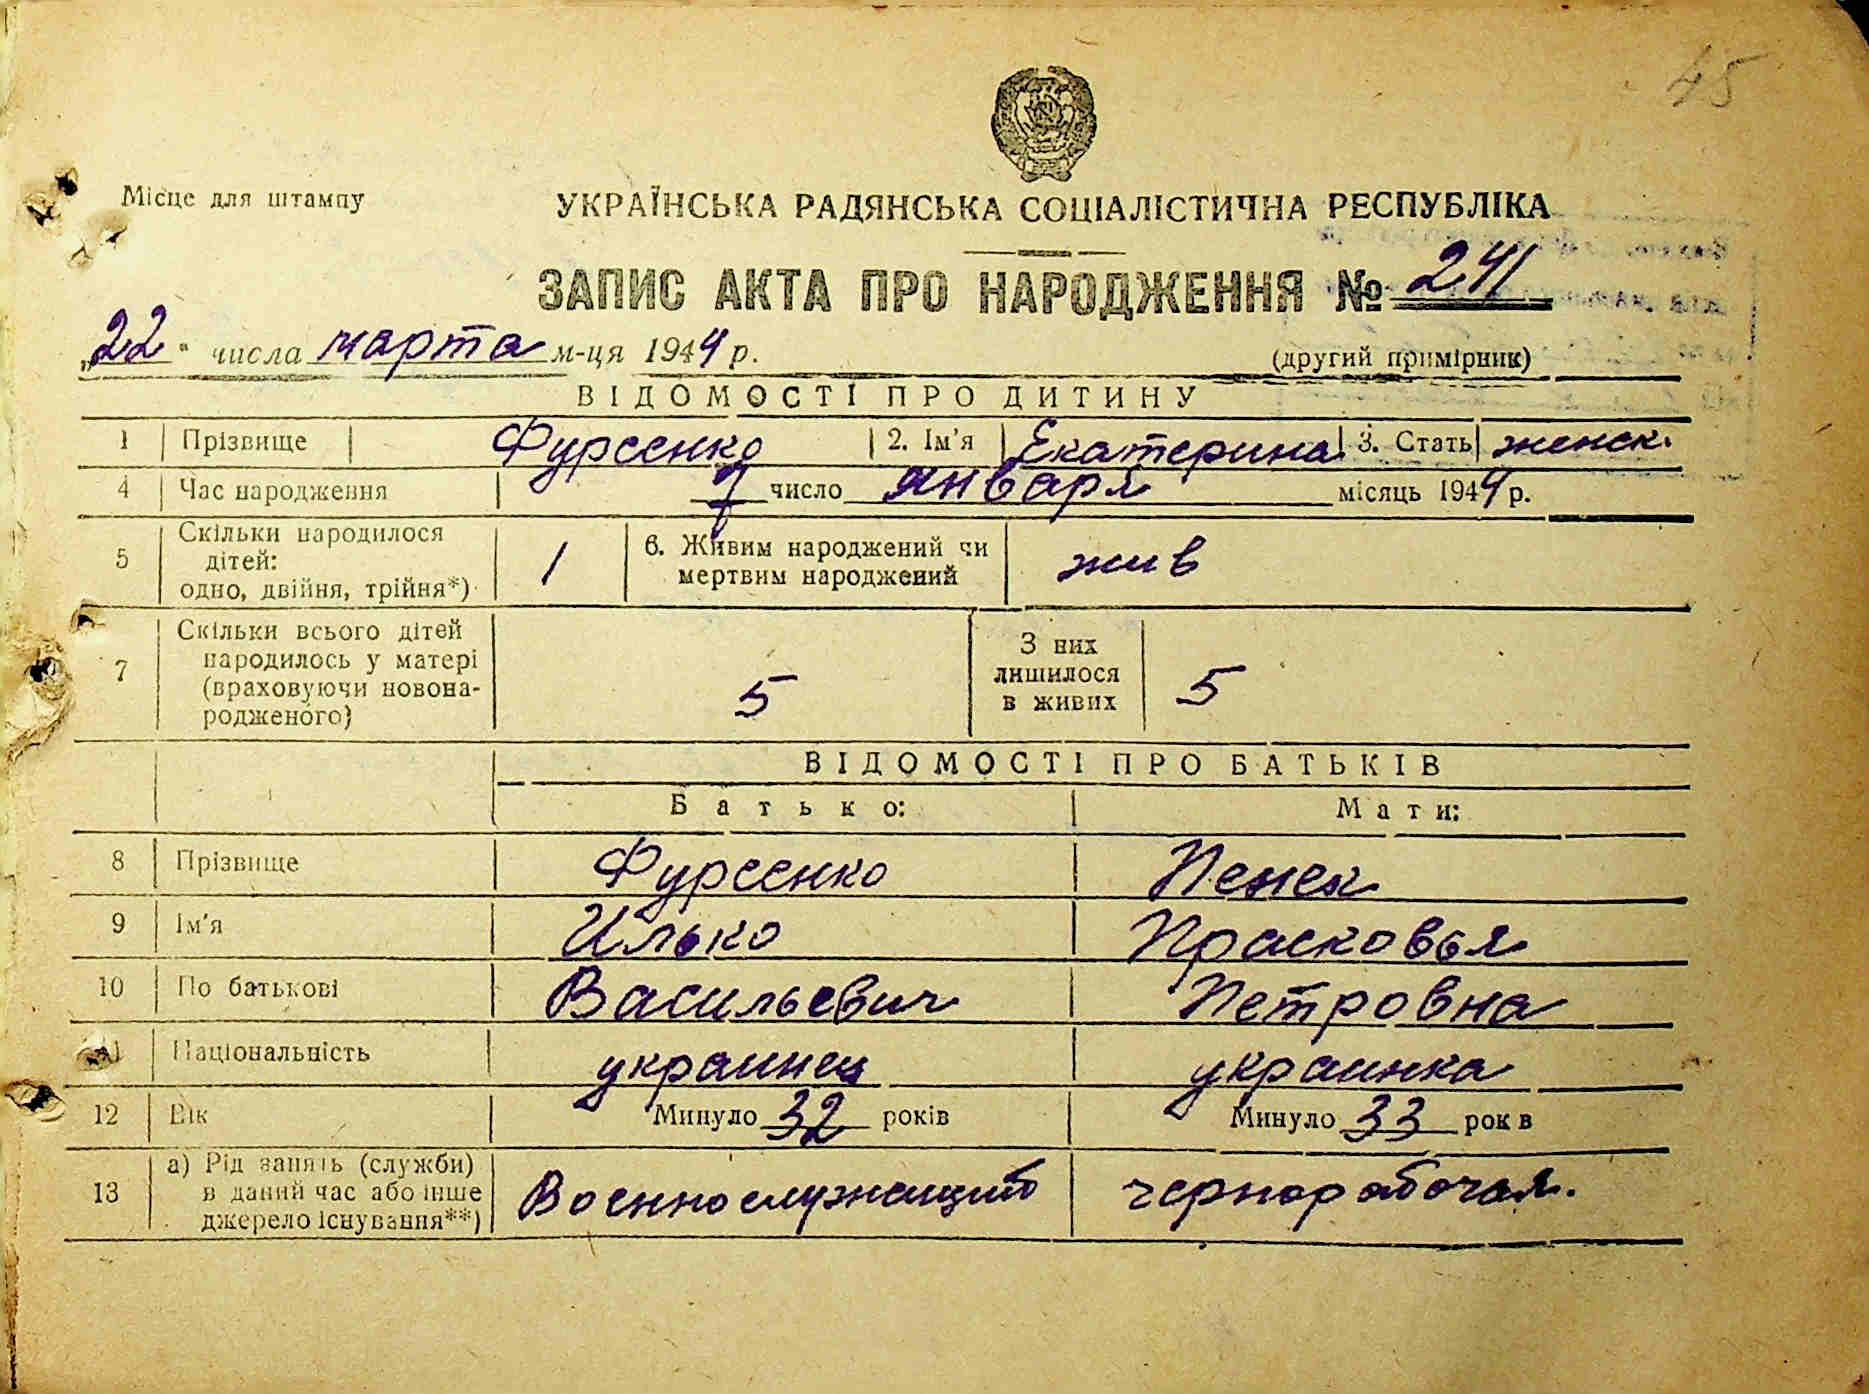 45
Місце для штампу
УКРАЇНСЬКА РАДЯНСЬКА СОЦІАЛІСТИЧНА РЕСПУБЛІКА
ЗАПИС АКТА ПРО НАРОДЖЕННЯ № 241
„22" числа марта м-ця 1944 р.
(другий примірник)
ВІДОМОСТІ ПРО ДИТИНУ
1 Прізвище Фурсенко 2. Ім'я Екатерина 3. Стать женск.
4 Час народження 7 число января місяць 1944 р.
5 Скільки народилося дітей: одно, двійня, трійня*) 1 6. Живим народжений чи мертвим народжений жив
7 Скільки всього дітей народилось у матері (враховуючи новонародженого) 5 З них лишилося в живих 5
ВІДОМОСТІ ПРО БАТЬКІВ
Батько: Мати:
8 Прізвище Фурсенко Пенек
9 Ім'я Илько Прасковья
10 По батькові Васильевич Петровна
11 Національність украинец украинка
12 Вік Минуло 32 років Минуло 33 рок в
13 а) Рід занять (служби) в даний час або інше джерело існування**) Военнослужащий чернорабочая.